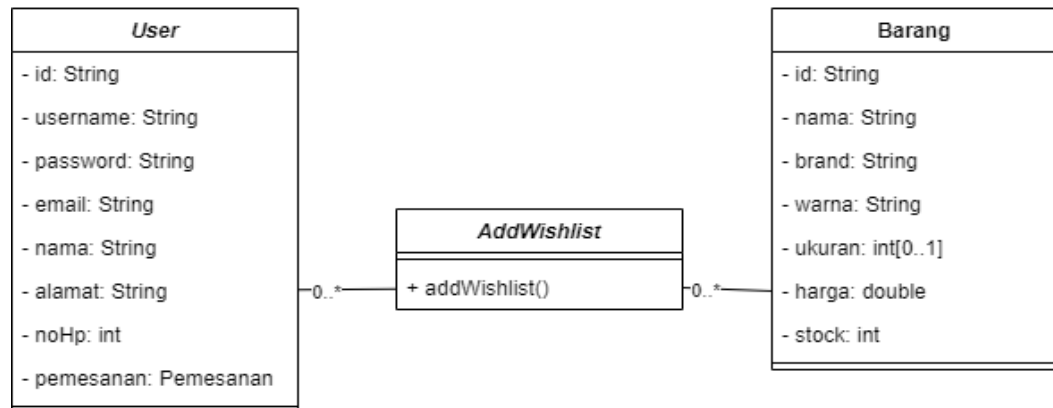 User
- id: String
- username: String
- password: String
- email: String
- nama: String
- alamat: String
- noHp: int
- pemesanan: Pemesanan
0..*
AddWishlist
+ addWishlist()
0..*
Barang
- id: String
- nama: String
- brand: String
- warna: String
- ukuran: int[0..1]
- harga: double
- stock: int